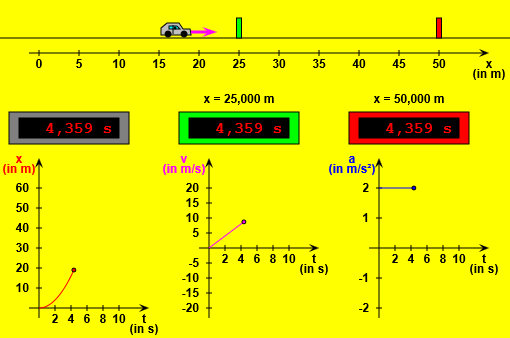 0 5 10 15 20 25 30 35 40 45 50 x
(in m)
x = 25,000 m x = 50,000 m
4,359 s 4,359 s 4,359 s
x
(in m)
60
50
40
30
20
10
2 4 6 8 10 t
(in s)
v
(in m/s)
20
15
10
5
2 4 6 8 10 t
(in s)
-5
-10
-15
-20
a
(in m/s²)
2
1
2 4 6 8 10 t
(in s)
-1
-2